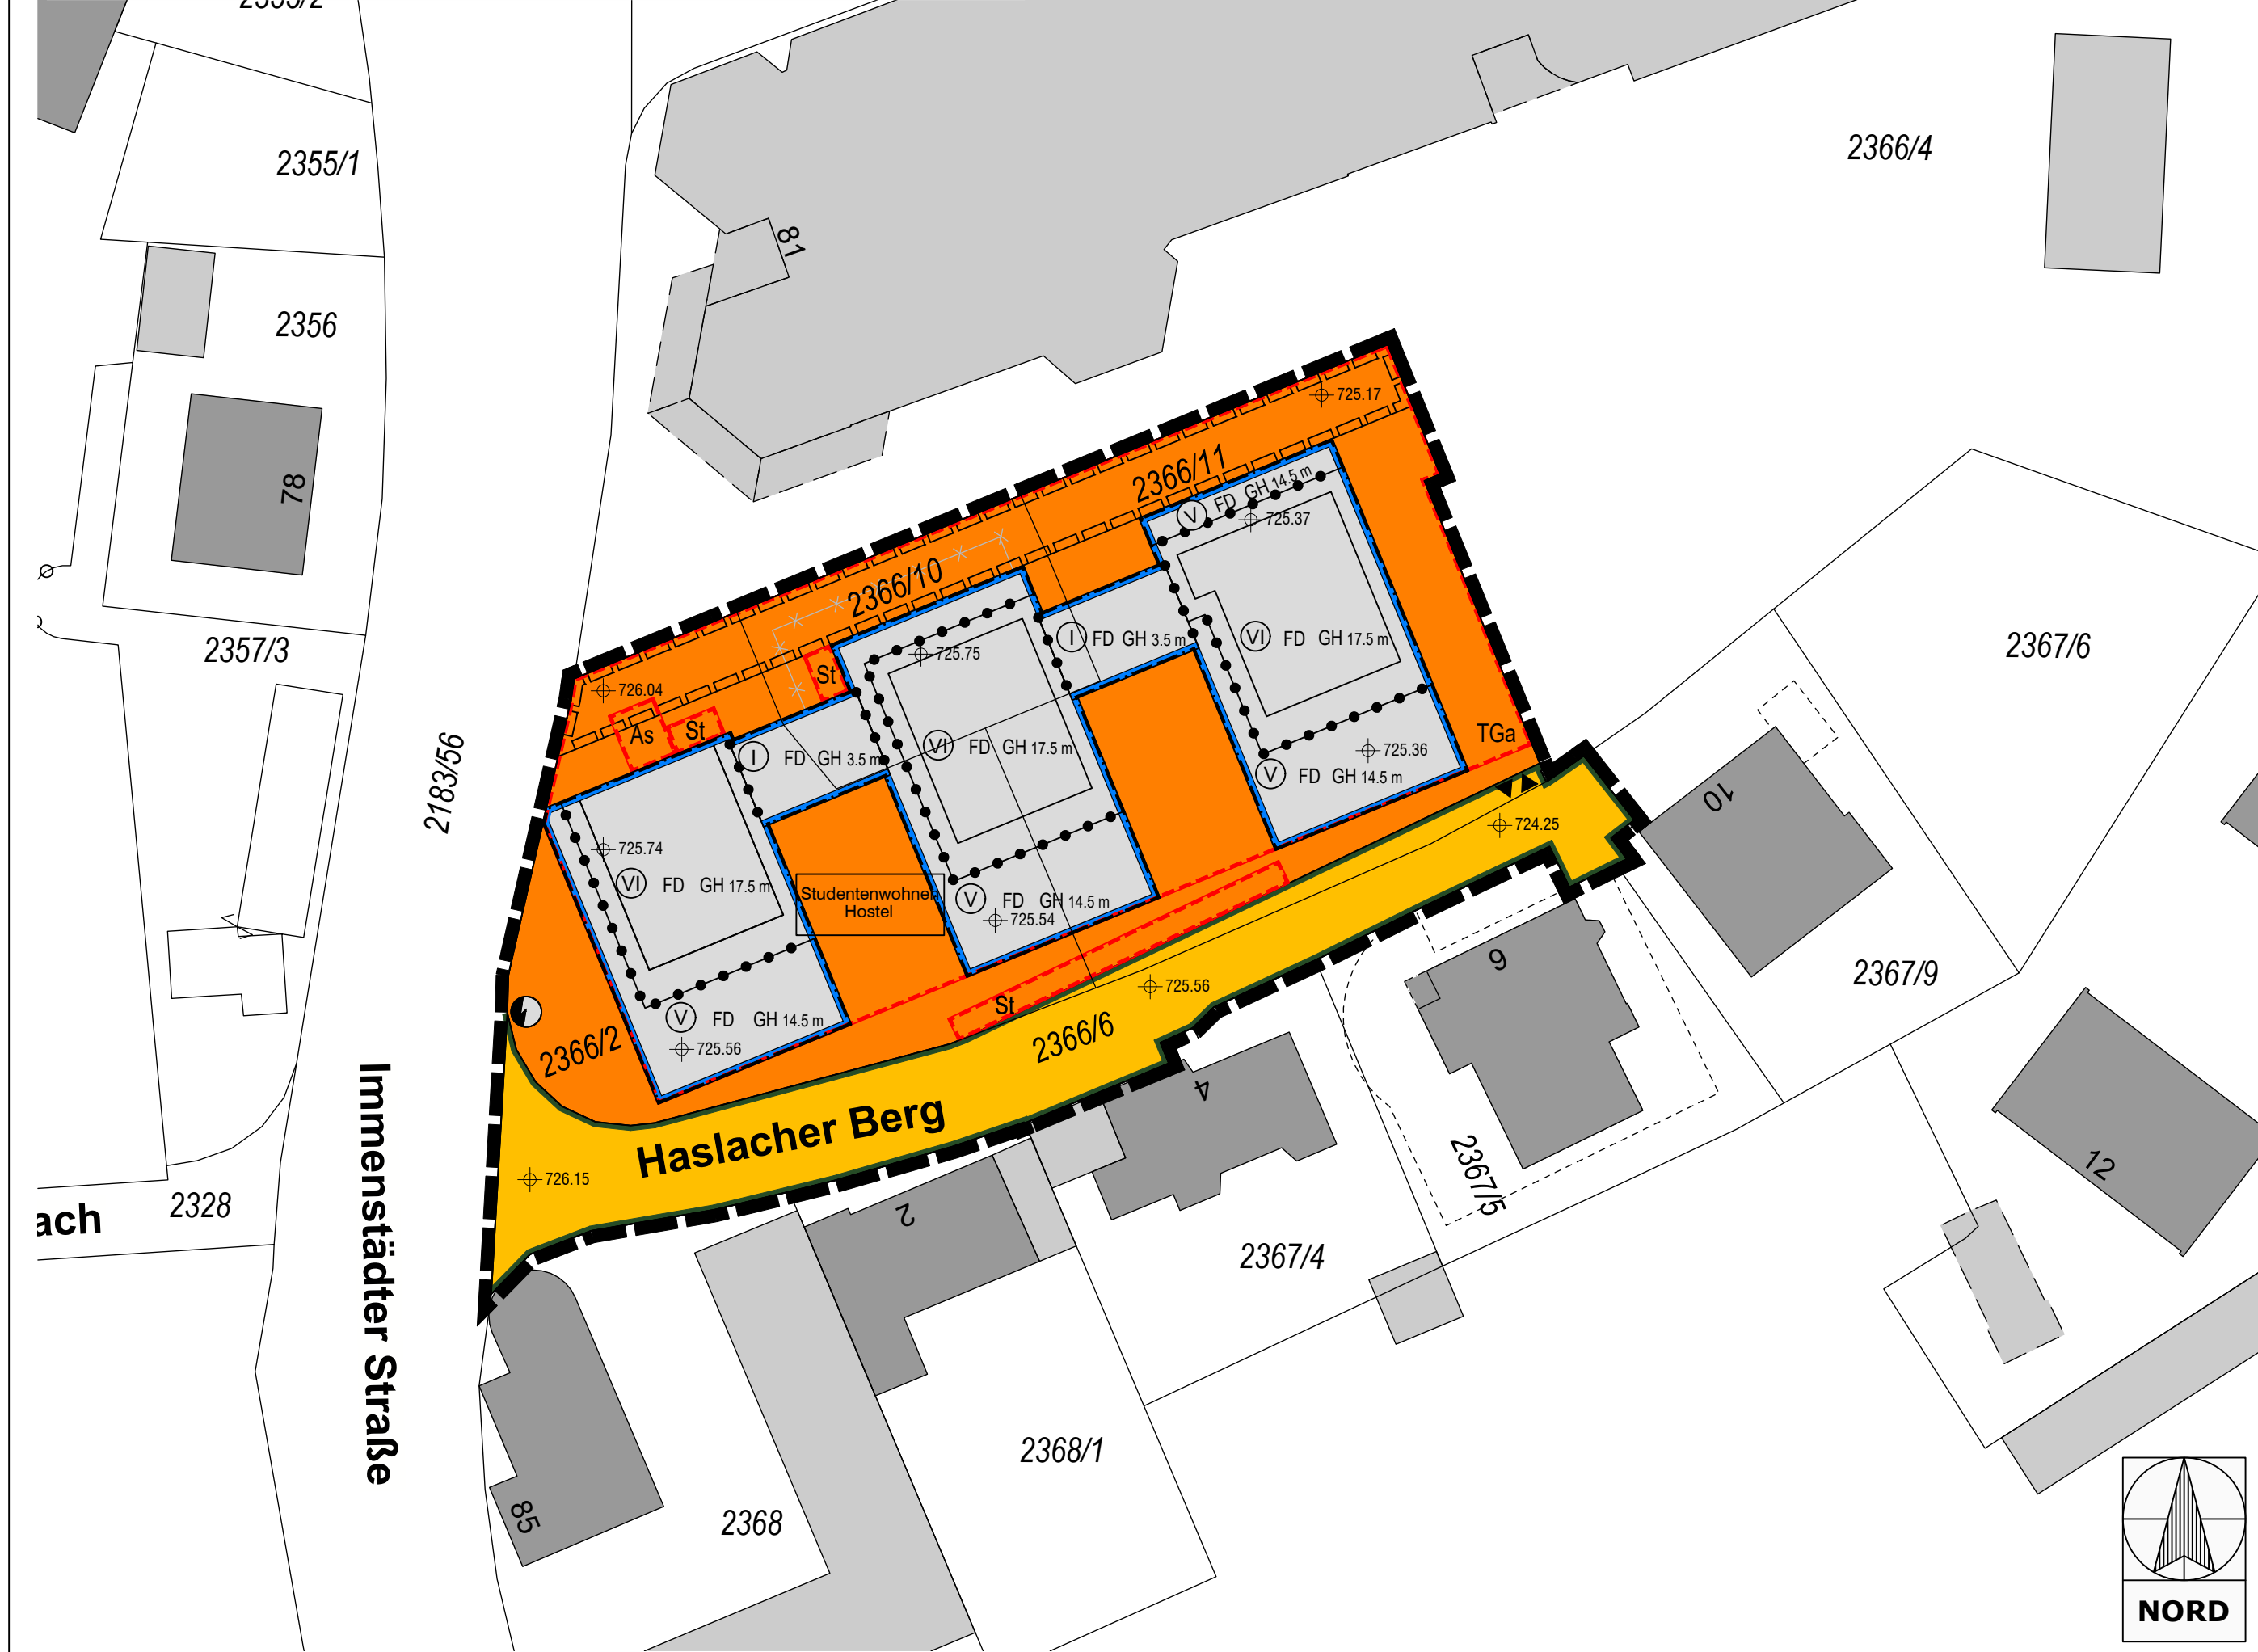 2355/1
2366/4
81
2356
725.17
78
2366/11
V FD GH 14.5 m
725.37
2366/10
I FD GH 3.5 m
VI FD GH 17.5 m
2357/3
2367/6
725.75
St
726.04
As
St
I FD GH 3.5 m
VI FD GH 17.5 m
TGa
725.36
V FD GH 14.5 m
2183/56
10
724.25
725.74
VI FD GH 17.5 m
Studentenwohnen
Hostel
V FD GH 14.5 m
725.54
6
2367/9
725.56
St
V FD GH 14.5 m
725.56
2366/2
2366/6
4
Haslacher Berg
2367/5
12
726.15
2328
ach
2
2367/4
Immenstädter Straße
2368/1
85
2368
NORD